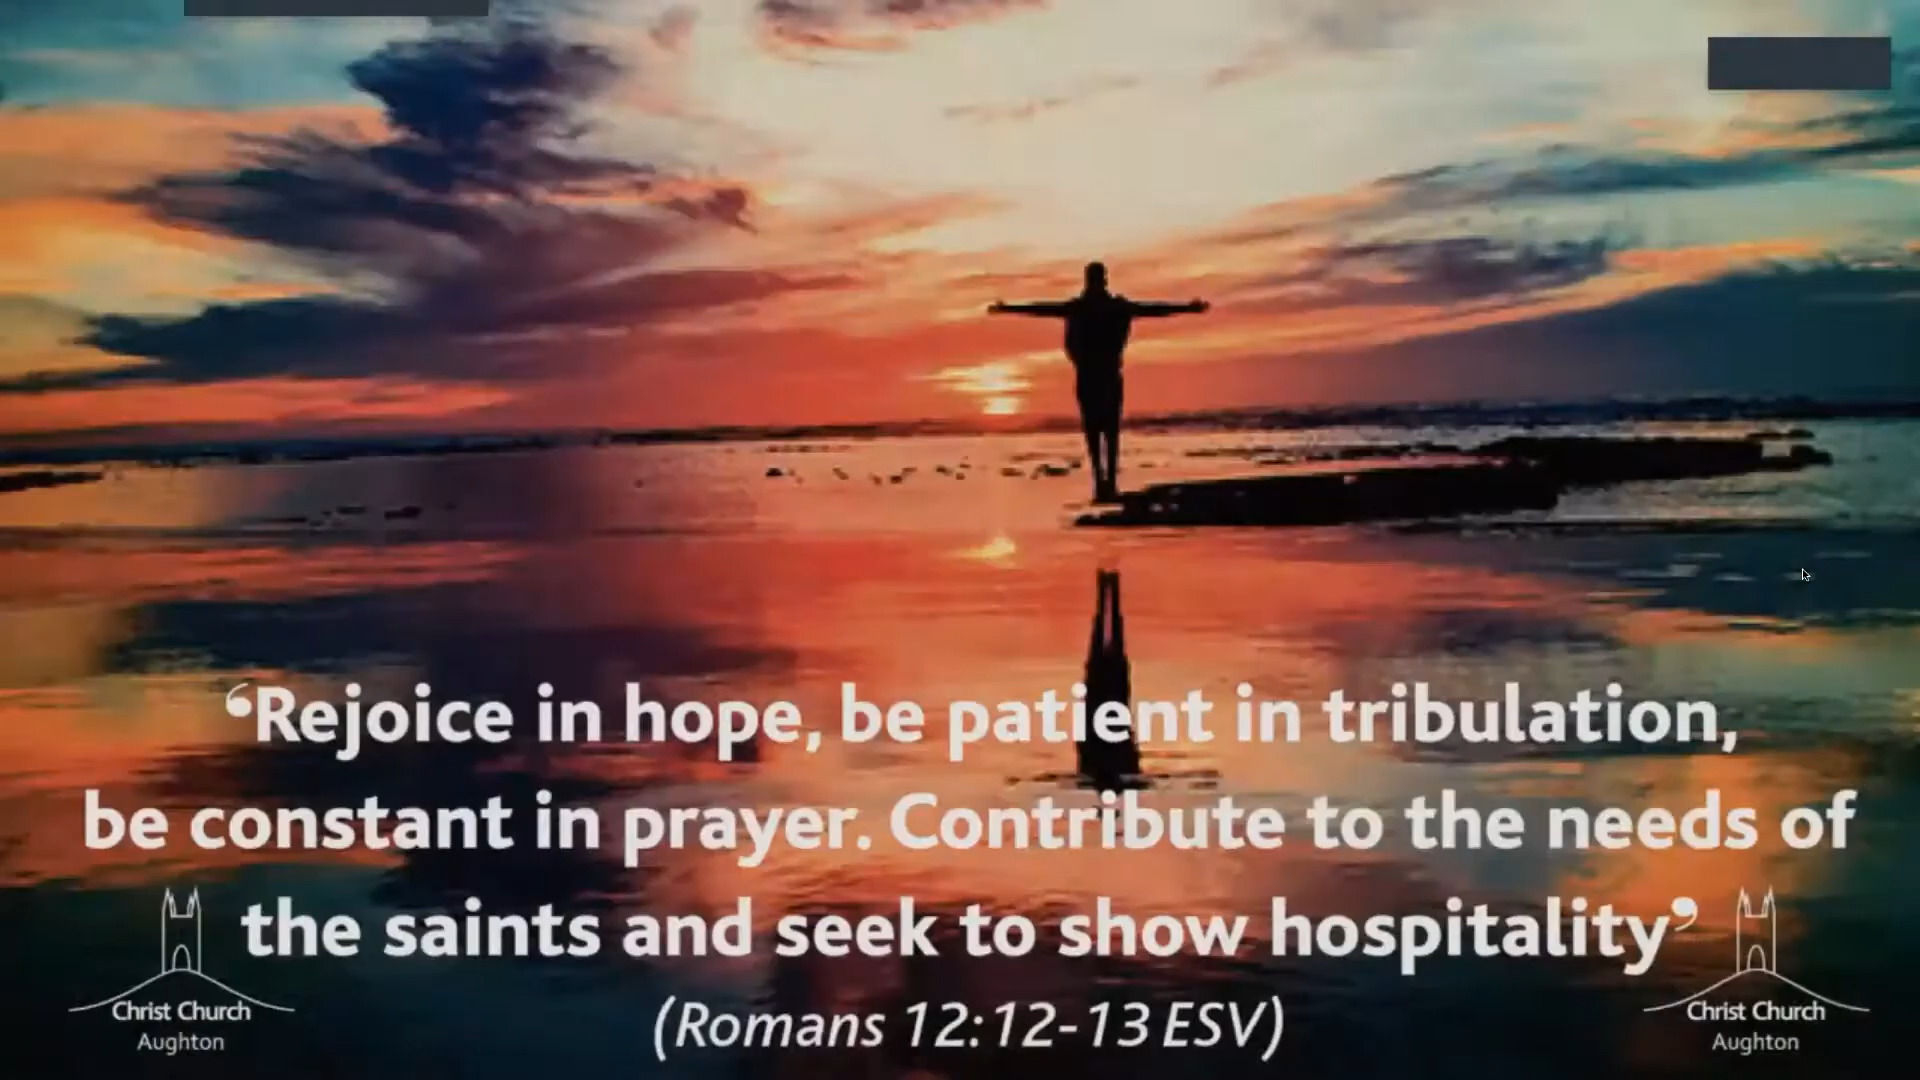 ‘Rejoice in hope, be patient in tribulation,
be constant in prayer. Contribute to the needs of
the saints and seek to show hospitality’
(Romans 12:12-13 ESV)
Christ Church
Aughton
Christ Church
Aughton